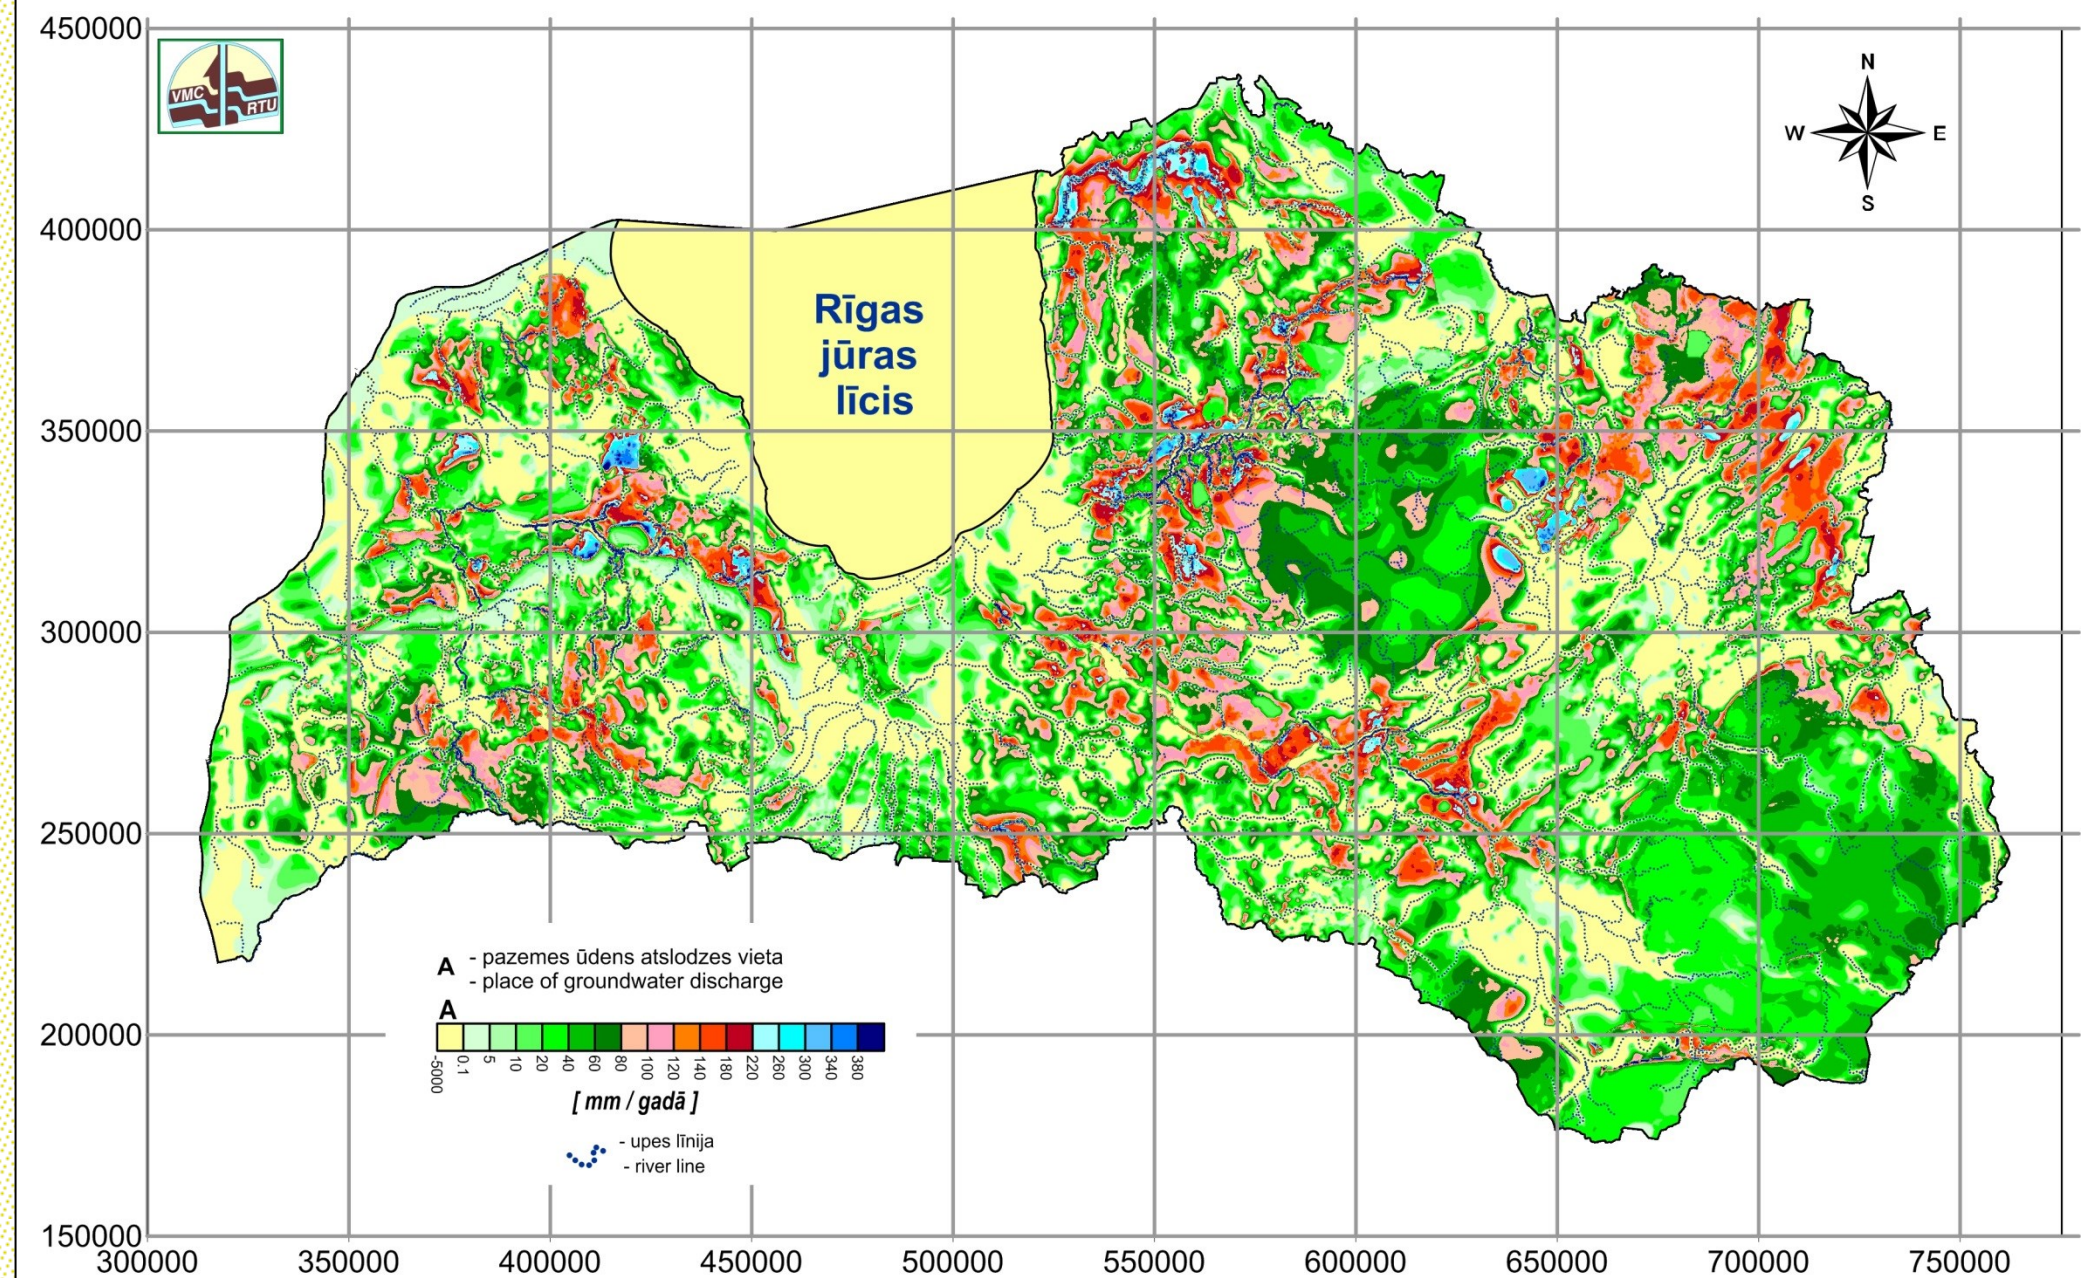 450000
VMC
RTU
N
W
E
S
400000
Rīgas
jūras
līcis
350000
300000
250000
A - pazemes ūdens atslodzes vieta
- place of groundwater discharge
A
200000
-5000 0.1 5 10 20 40 60 80 100 120 140 180 220 260 300 340 380
[ mm / gadā ]
- upes līnija
- river line
150000
300000 350000 400000 450000 500000 550000 600000 650000 700000 750000